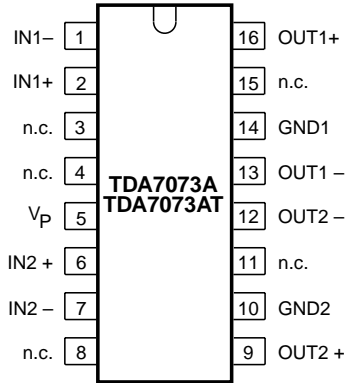 IN1– 1 16 OUT1+
IN1+ 2 15 n.c.
n.c. 3 14 GND1
n.c. 4 13 OUT1 –
TDA7073A
TDA7073AT
VP 5 12 OUT2 –
IN2 + 6 11 n.c.
IN2 – 7 10 GND2
n.c. 8 9 OUT2 +